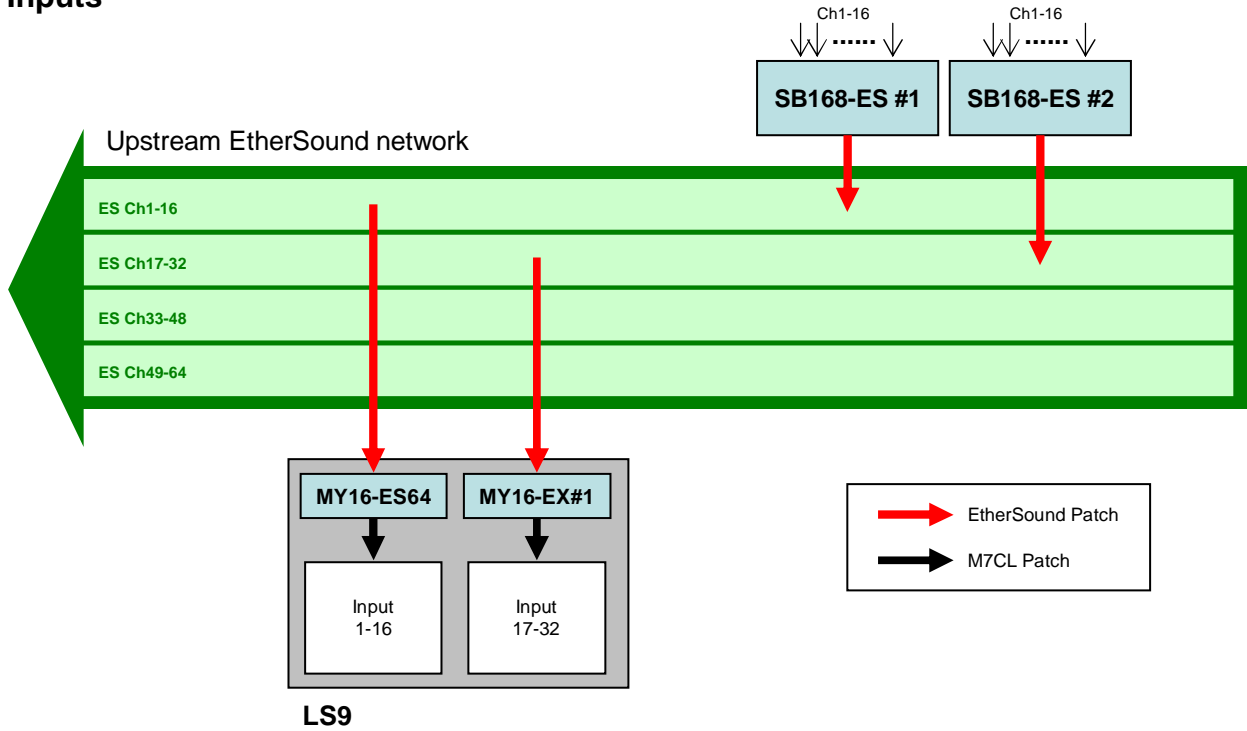 Inputs
Ch1-16
Ch1-16
SB168-ES #1
SB168-ES #2
Upstream EtherSound network
ES Ch1-16
ES Ch17-32
ES Ch33-48
ES Ch49-64
MY16-ES64
MY16-EX#1
Input
1-16
Input
17-32
EtherSound Patch
M7CL Patch
LS9